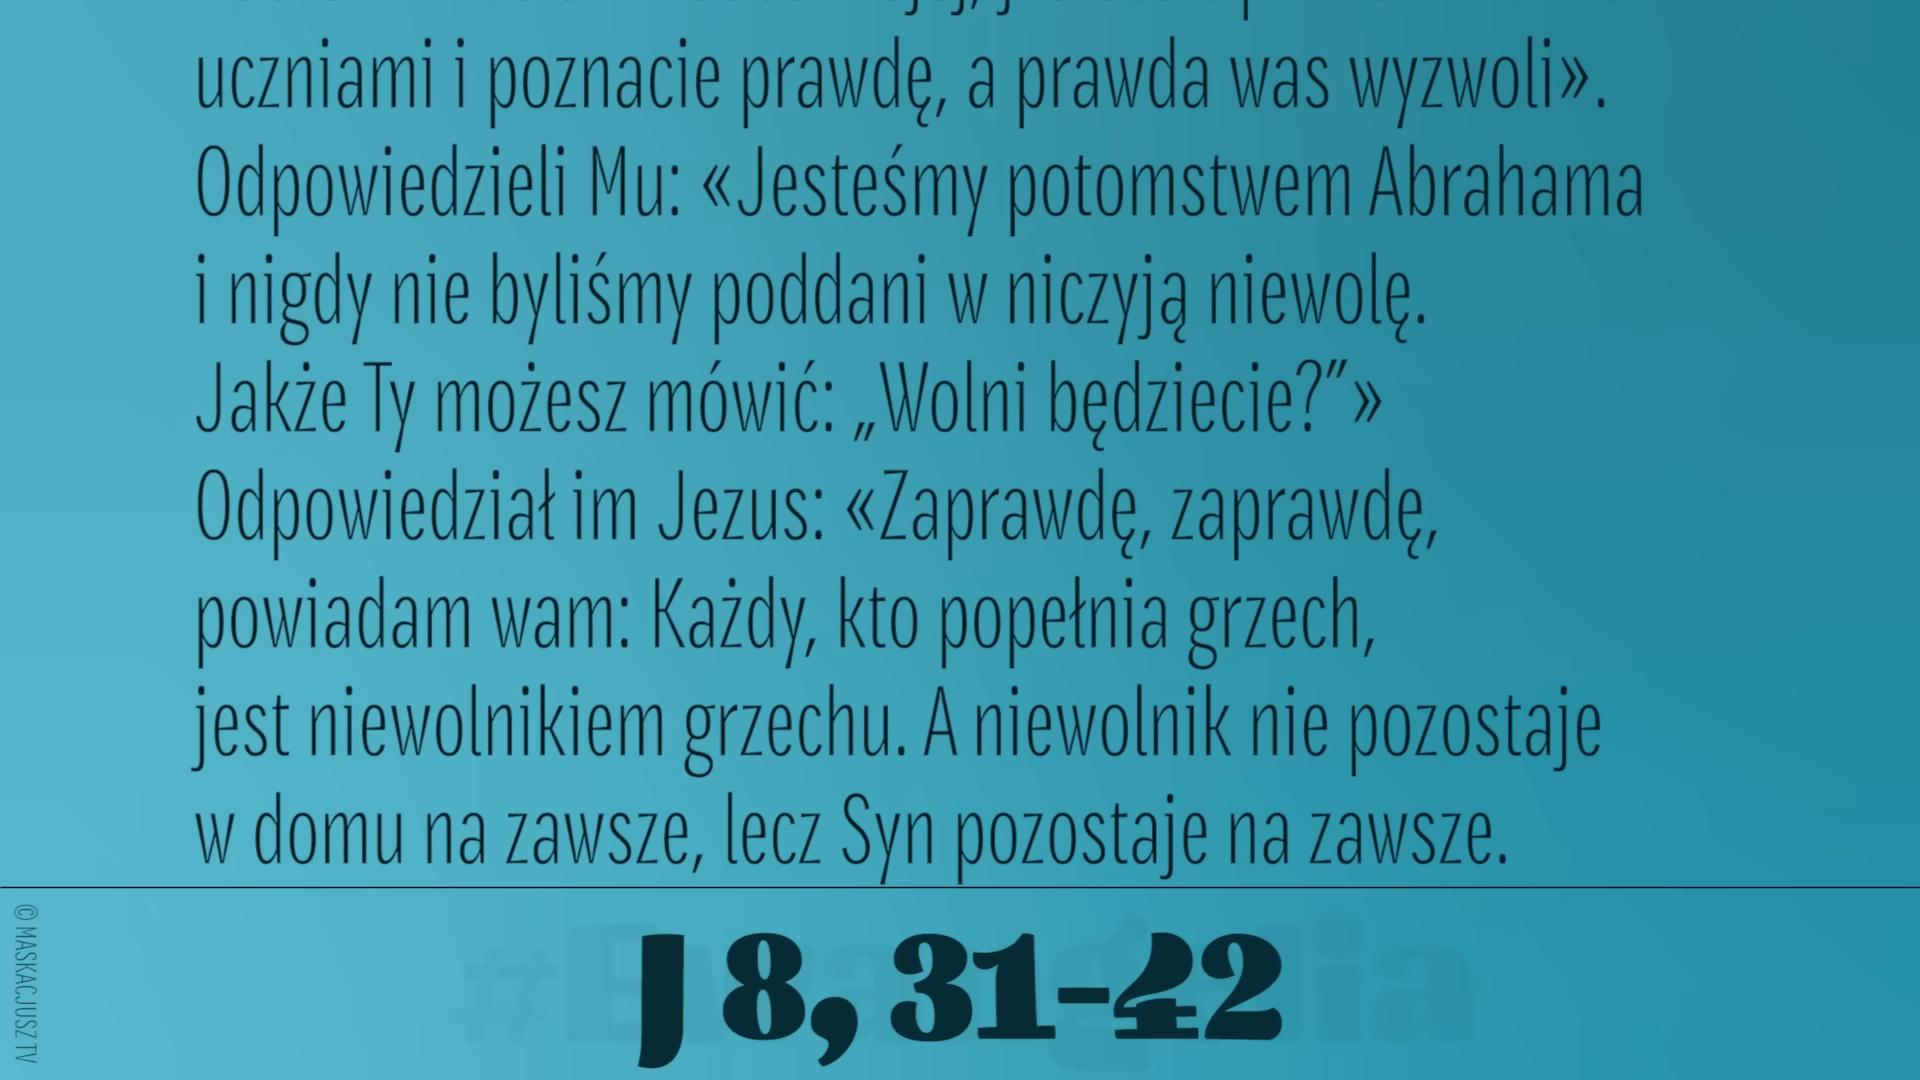 uczniami i poznacie prawdę, a prawda was wyzwoli».
Odpowiedzieli Mu: «Jesteśmy potomstwem Abrahama
i nigdy nie byliśmy poddani w niczyją niewolę.
Jakże Ty możesz mówić: „Wolni będziecie?”»
Odpowiedział im Jezus: «Zaprawdę, zaprawdę,
powiadam wam: Każdy, kto popełnia grzech,
jest niewolnikiem grzechu. A niewolnik nie pozostaje
w domu na zawsze, lecz Syn pozostaje na zawsze.
#Ewangelia
J 8, 31-42
© MASKACJUSZ TV